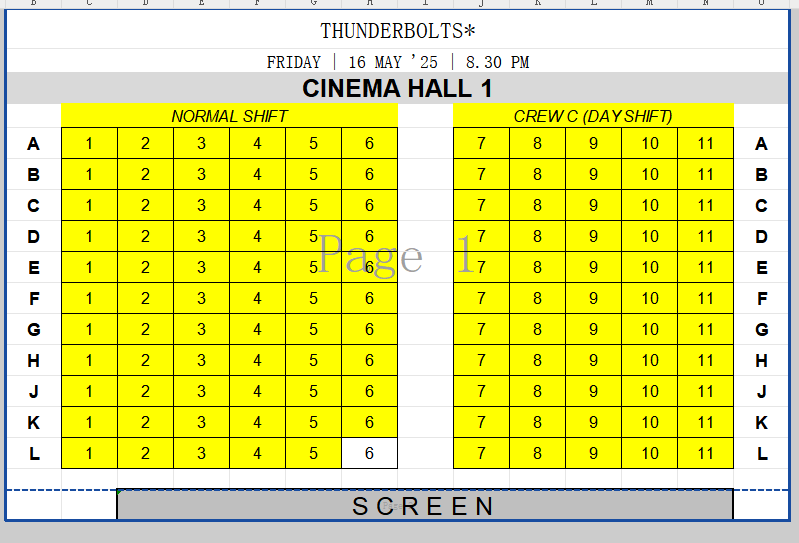 THUNDERBOLTS*
FRIDAY | 16 MAY '25 | 8.30 PM
CINEMA HALL 1
NORMAL SHIFT CREW C (DAY SHIFT)
A 1 2 3 4 5 6 7 8 9 10 11 A
B 1 2 3 4 5 6 7 8 9 10 11 B
C 1 2 3 4 5 6 7 8 9 10 11 C
D 1 2 3 4 5 6 7 8 9 10 11 D
Page 1
E 1 2 3 4 5 6 7 8 9 10 11 E
F 1 2 3 4 5 6 7 8 9 10 11 F
G 1 2 3 4 5 6 7 8 9 10 11 G
H 1 2 3 4 5 6 7 8 9 10 11 H
J 1 2 3 4 5 6 7 8 9 10 11 J
K 1 2 3 4 5 6 7 8 9 10 11 K
L 1 2 3 4 5 6 7 8 9 10 11 L
S C R E E N